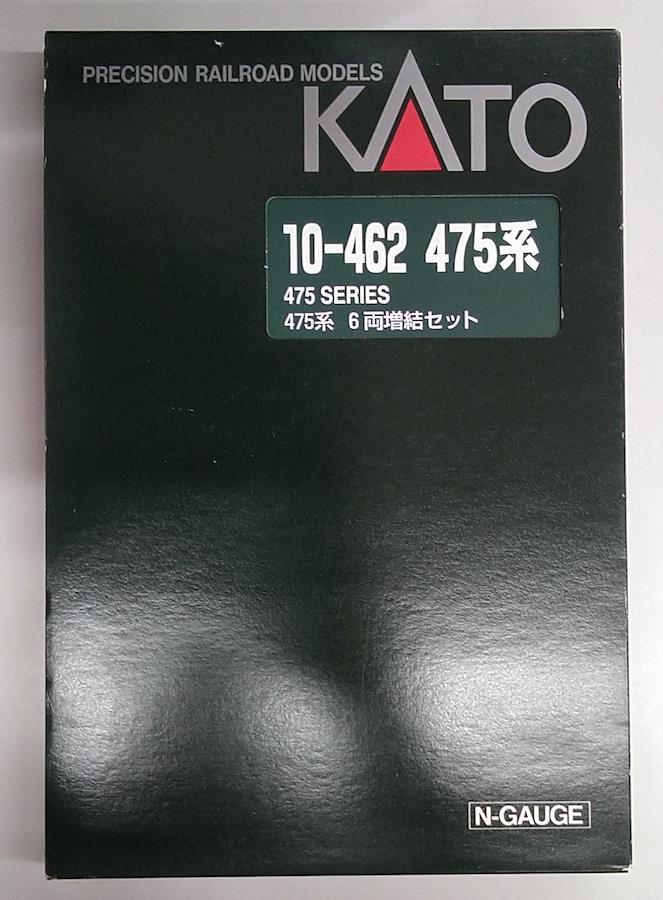 PRECISION RAILROAD MODELS
KATO
10-462 475系
475 SERIES
475系 6両増結セット
N-GAUGE